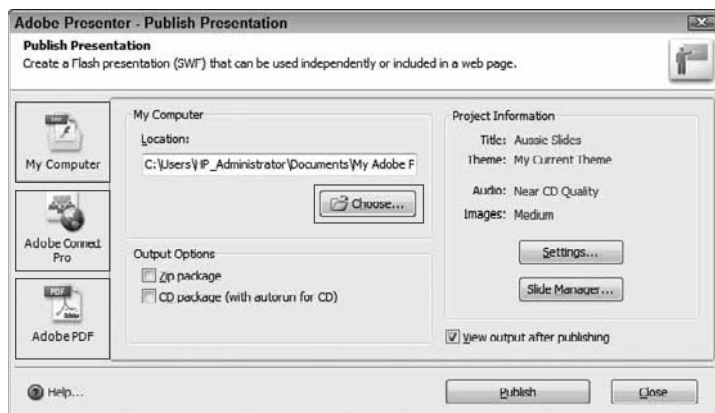 Adobe Presenter - Publish Presentation
Publish Presentation
Create a Flash presentation (SWF) that can be used independently or included in a web page.
My Computer
Adobe Connect
Pro
PDF
Adobe PDF
My Computer
Location:
C:\Users\HP_Administrator\Documents\My Adobe P
Choose...
Output Options
Zip package
CD package (with autorun for CD)
Project Information
Title: Aussie Slides
Theme: My Current Theme
Audio: Near CD Quality
Images: Medium
Settings...
Slide Manager...
View output after publishing
Help...
Publish
Close